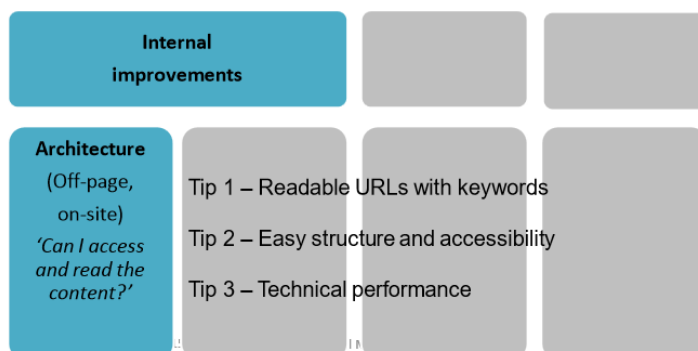 Internal
improvements
Architecture
(Off-page,
on-site)
‘Can I access
and read the
content?’
Tip 1 – Readable URLs with keywords
Tip 2 – Easy structure and accessibility
Tip 3 – Technical performance